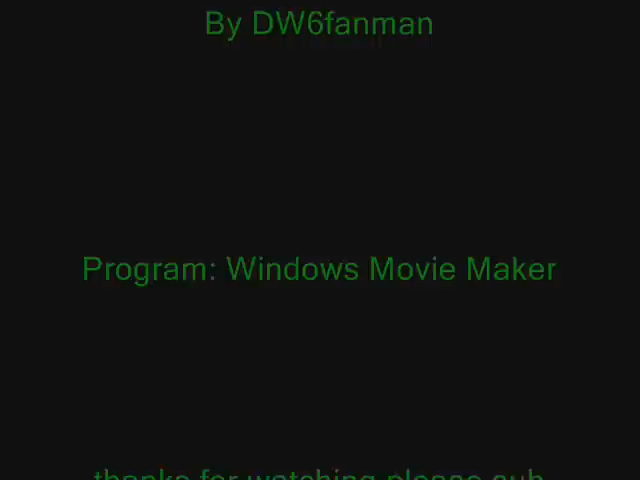 By DW6fanman
Program: Windows Movie Maker
thanks for watching please sub